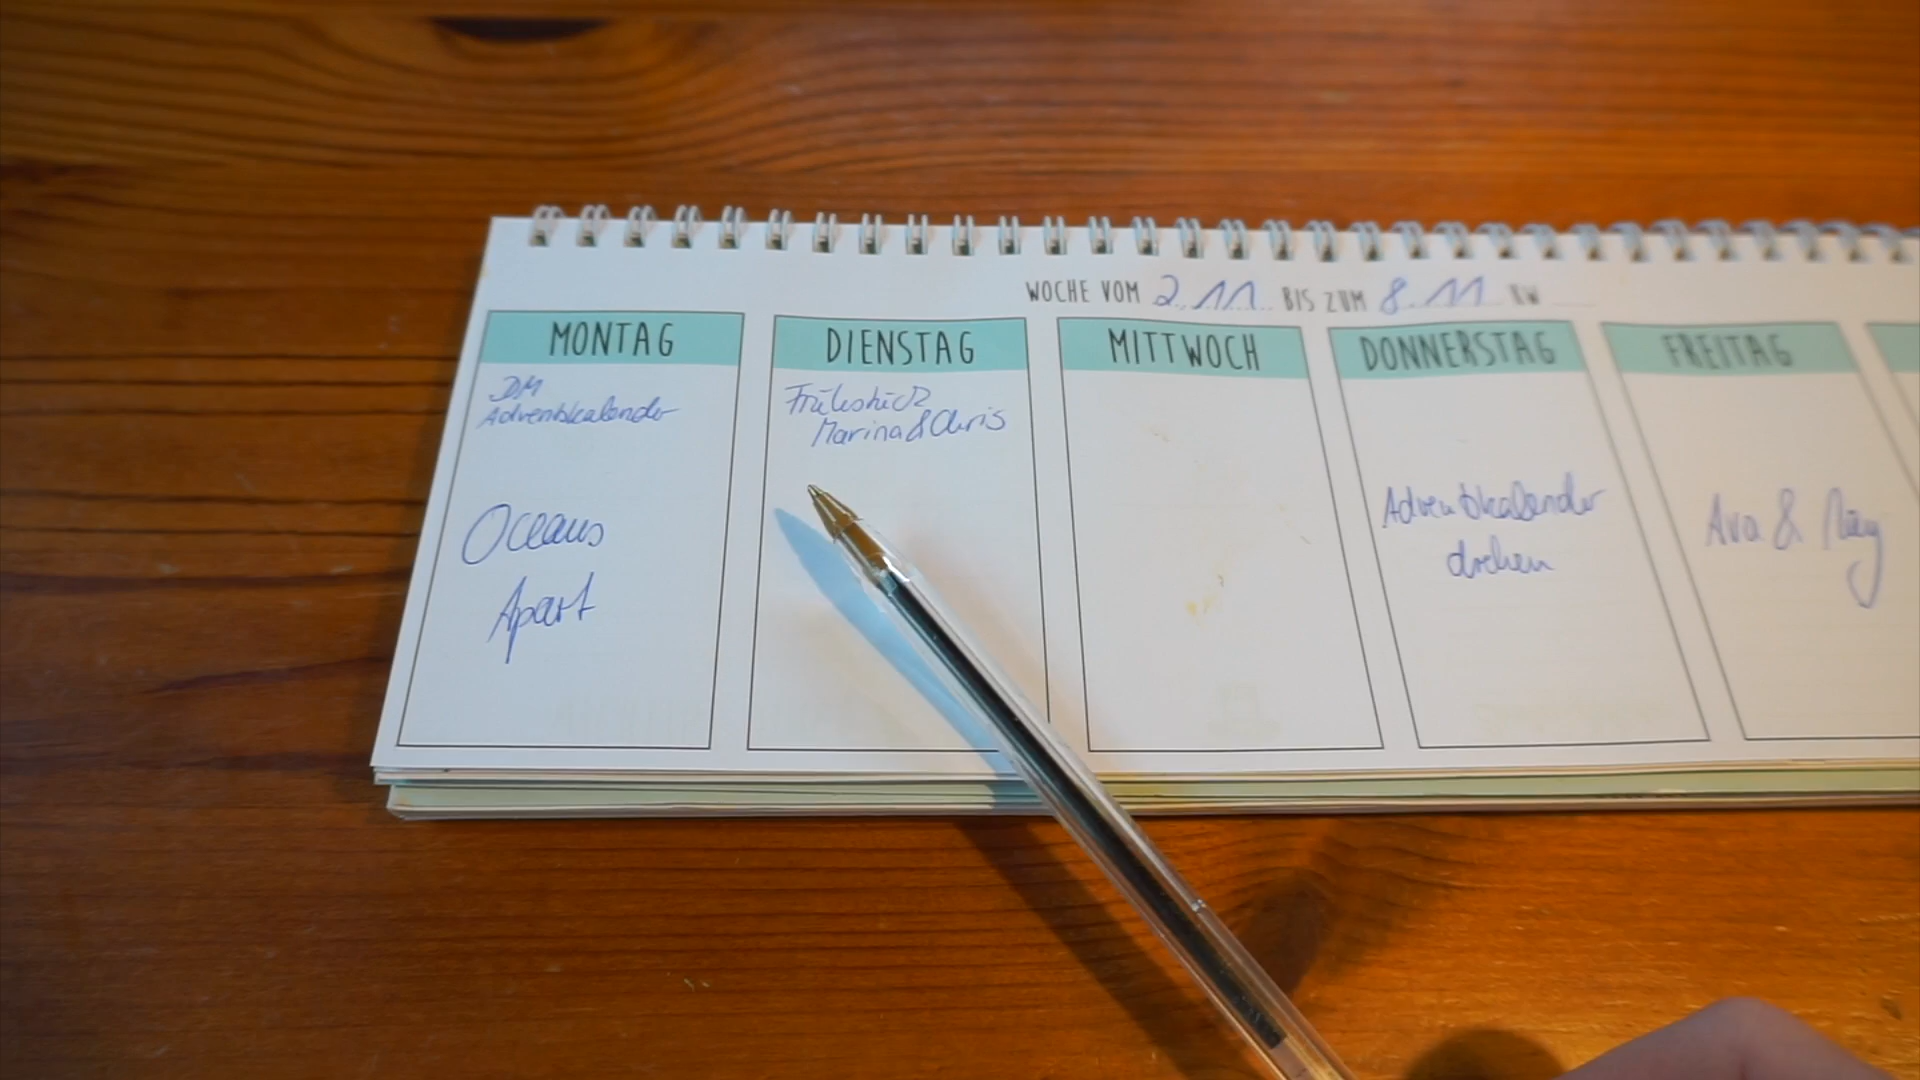 WOCHE VOM 2.11. BIS ZUM 8.11. KW
MONTAG
DM
Adventskalender
Oceans
Apart
DIENSTAG
Frühstück
Marina & Chris
MITTWOCH
DONNERSTAG
Adventskalender
drehen
FREITAG
Ava & May